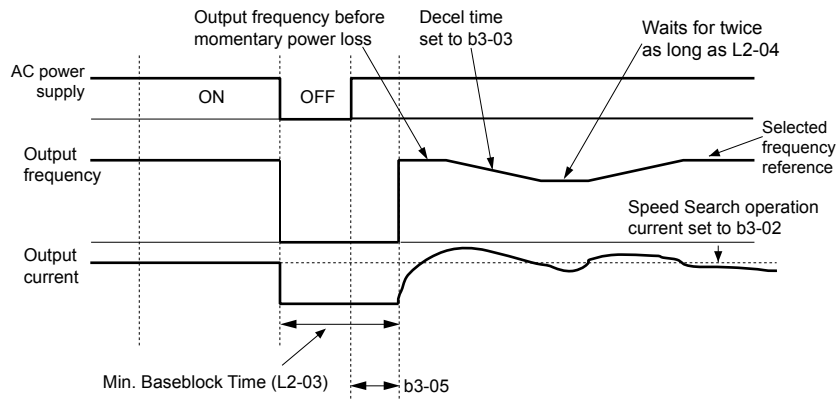 Output frequency before
momentary power loss
Decel time
set to b3-03
Waits for twice
as long as L2-04
AC power
supply
ON
OFF
Output
frequency
Selected
frequency
reference
Speed Search operation
current set to b3-02
Output
current
Min. Baseblock Time (L2-03)
b3-05